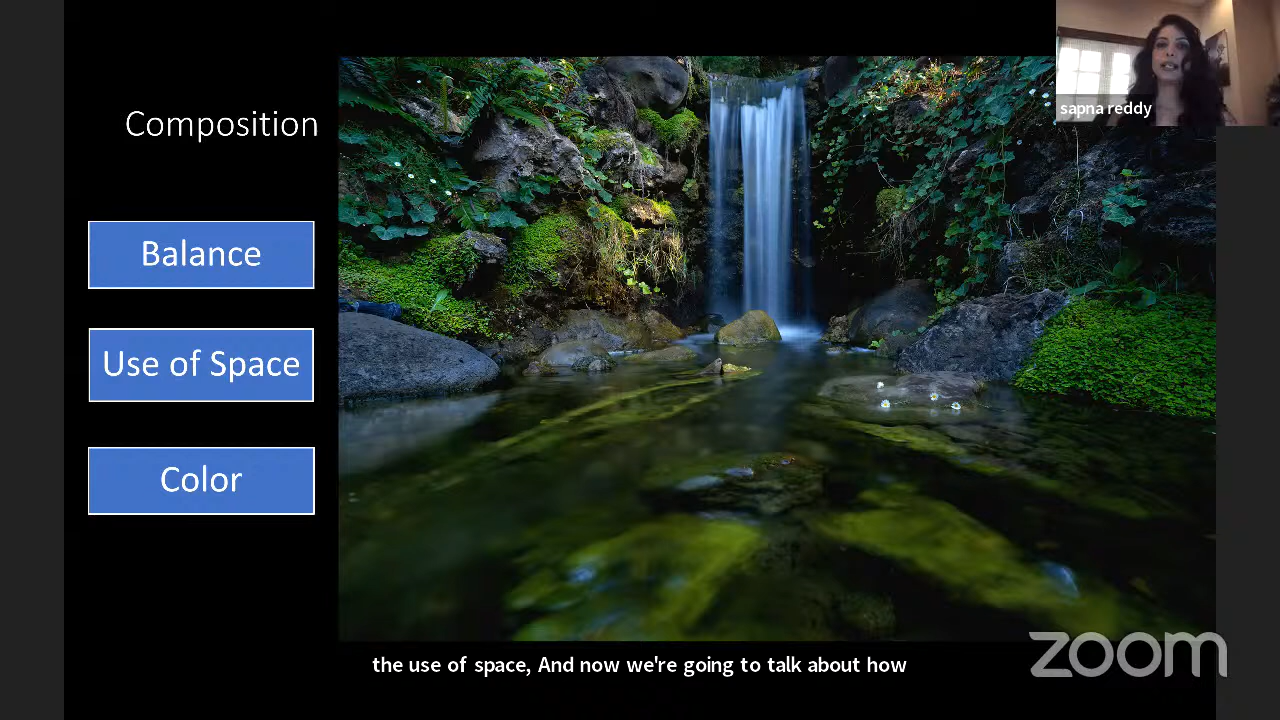 Composition
Balance
Use of Space
Color
sapna reddy
the use of space, And now we're going to talk about how
zoom